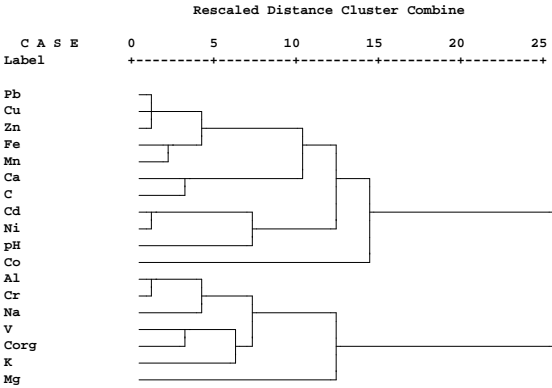 Rescaled Distance Cluster Combine
C A S E 0 5 10 15 20 25
Label +---------+---------+---------+---------+---------+
Pb
Cu
Zn
Fe
Mn
Ca
C
Cd
Ni
pH
Co
Al
Cr
Na
V
Corg
K
Mg